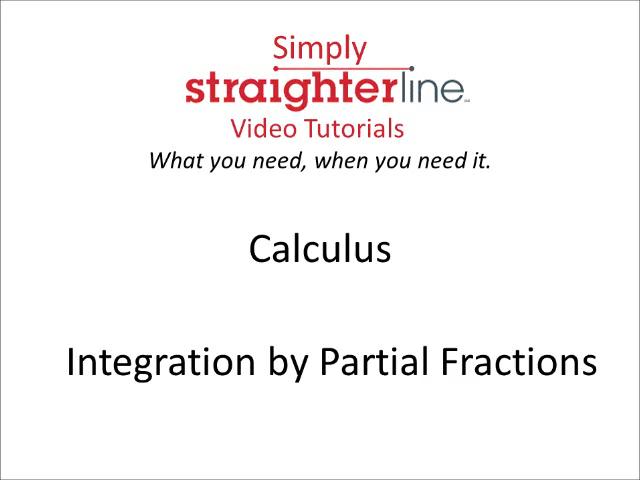 Simply
straighterline
Video Tutorials
What you need, when you need it.
Calculus
Integration by Partial Fractions